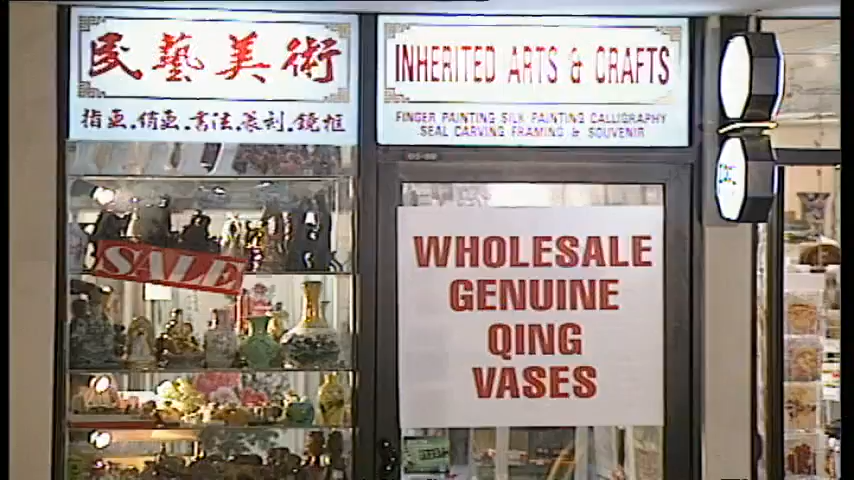 民藝美術
指画.绢画.書法.篆刻.镜框
INHERITED ARTS & CRAFTS
FINGER PAINTING SILK PAINTING CALLIGRAPHY
SEAL CARVING FRAMING & SOUVENIR
SALE
WHOLESALE
GENUINE
QING
VASES